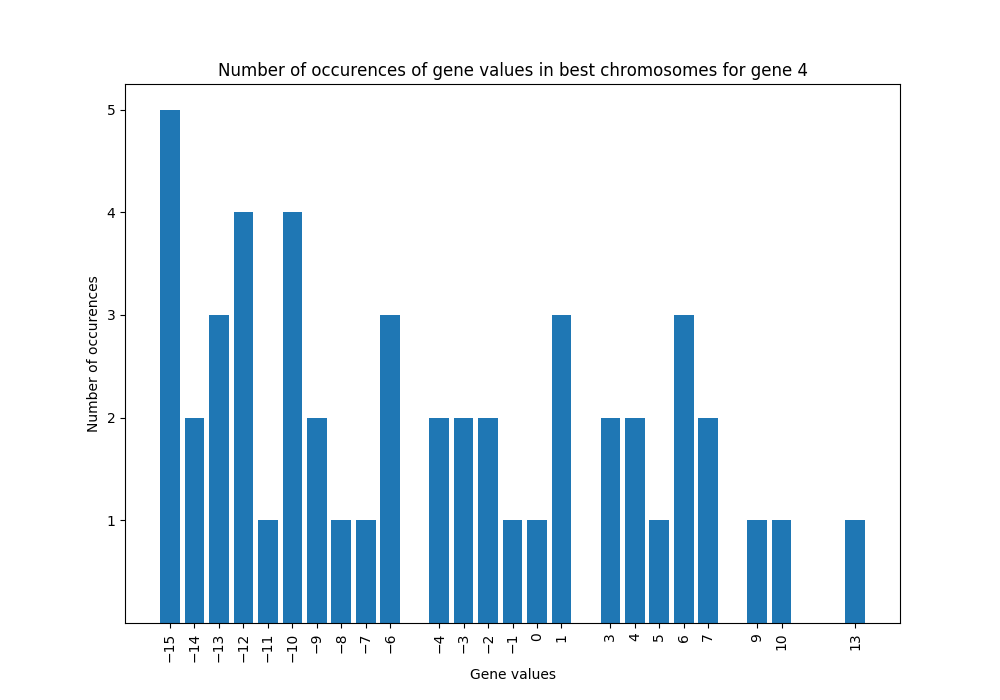 Number of occurences of gene values in best chromosomes for gene 4
5
4
3
2
1
Number of occurences
−15 −14 −13 −12 −11 −10 −9 −8 −7 −6 −4 −3 −2 −1 0 1 3 4 5 6 7 9 10 13
Gene values